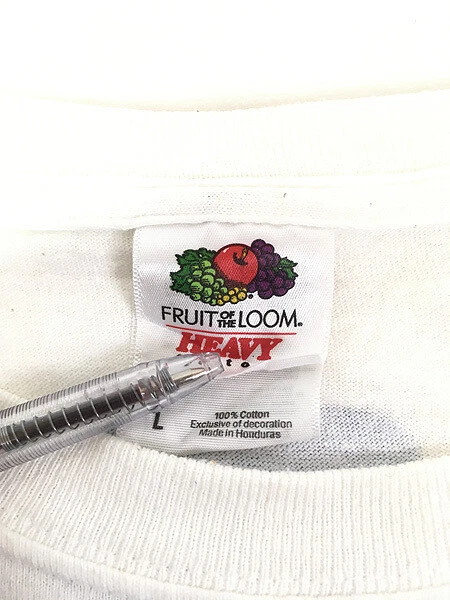 FRUIT OF THE LOOM®
HEAVY
L
100% Cotton
Exclusive of decoration
Made in Honduras